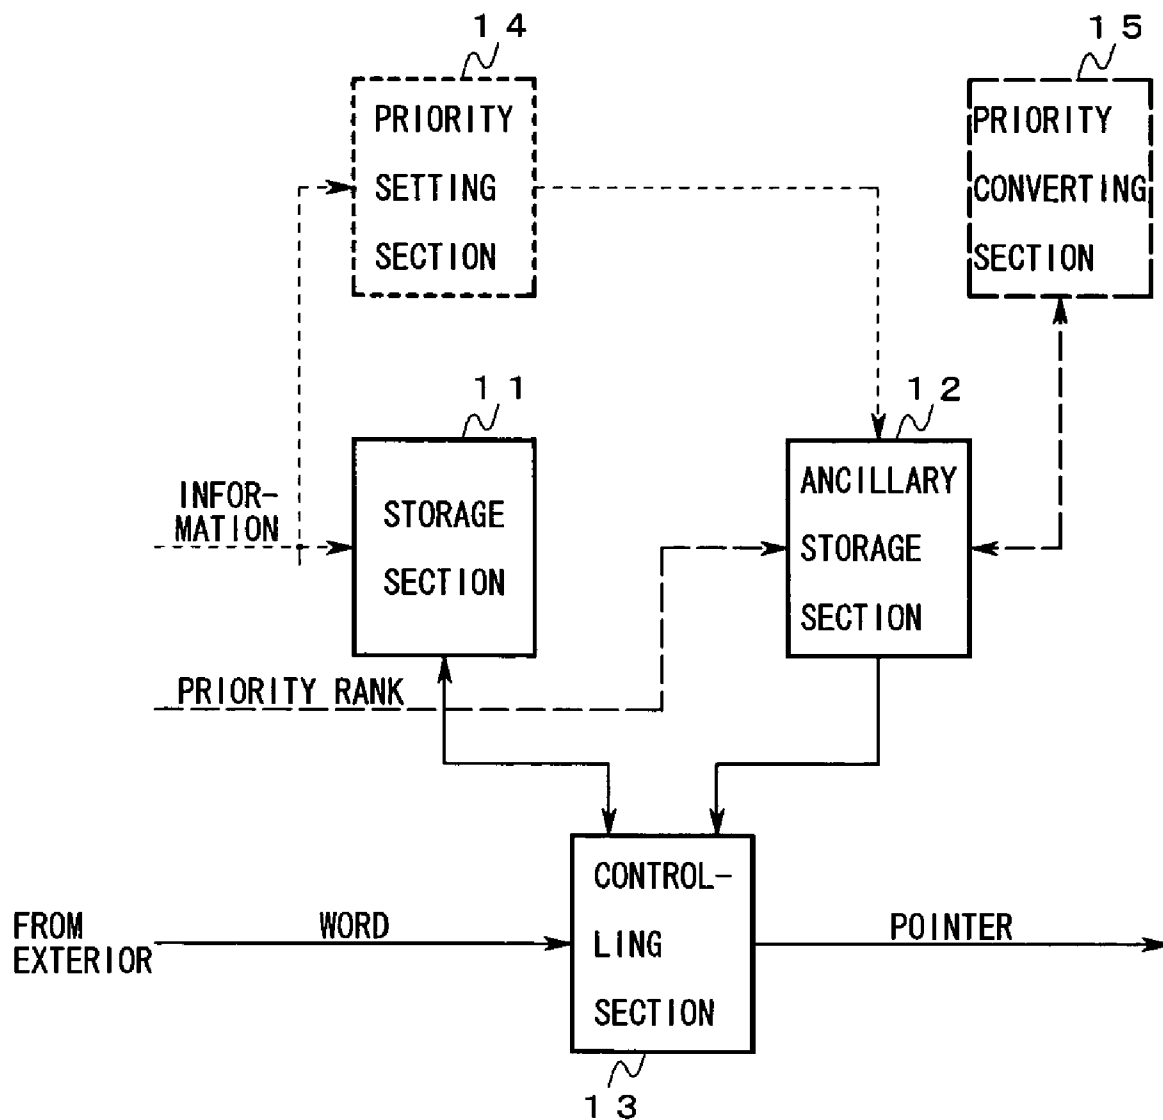 14
PRIORITY
SETTING
SECTION
15
PRIORITY
CONVERTING
SECTION
11
STORAGE
SECTION
12
ANCILLARY
STORAGE
SECTION
INFOR-
MATION
PRIORITY RANK
FROM
EXTERIOR
WORD
CONTROL-
LING
SECTION
13
POINTER